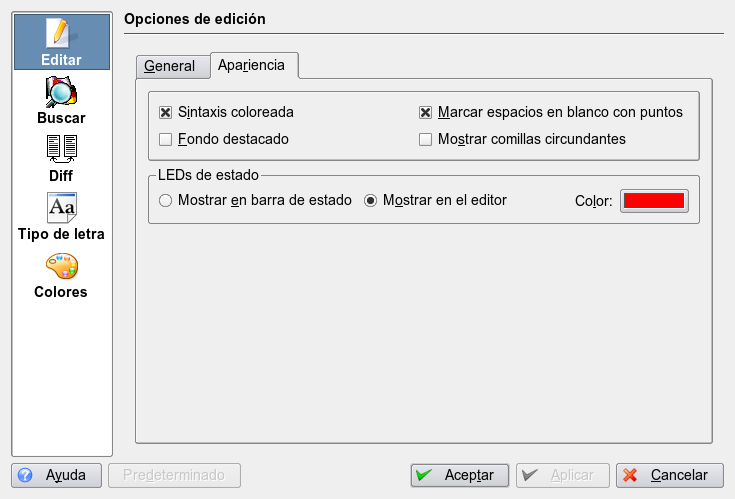 Opciones de edición
Editar
Buscar
Diff
Tipo de letra
Colores
General
Apariencia
Sintaxis coloreada
Marcar espacios en blanco con puntos
Fondo destacado
Mostrar comillas circundantes
LEDs de estado
Mostrar en barra de estado
Mostrar en el editor
Color:
Ayuda
Predeterminado
Aceptar
Aplicar
Cancelar